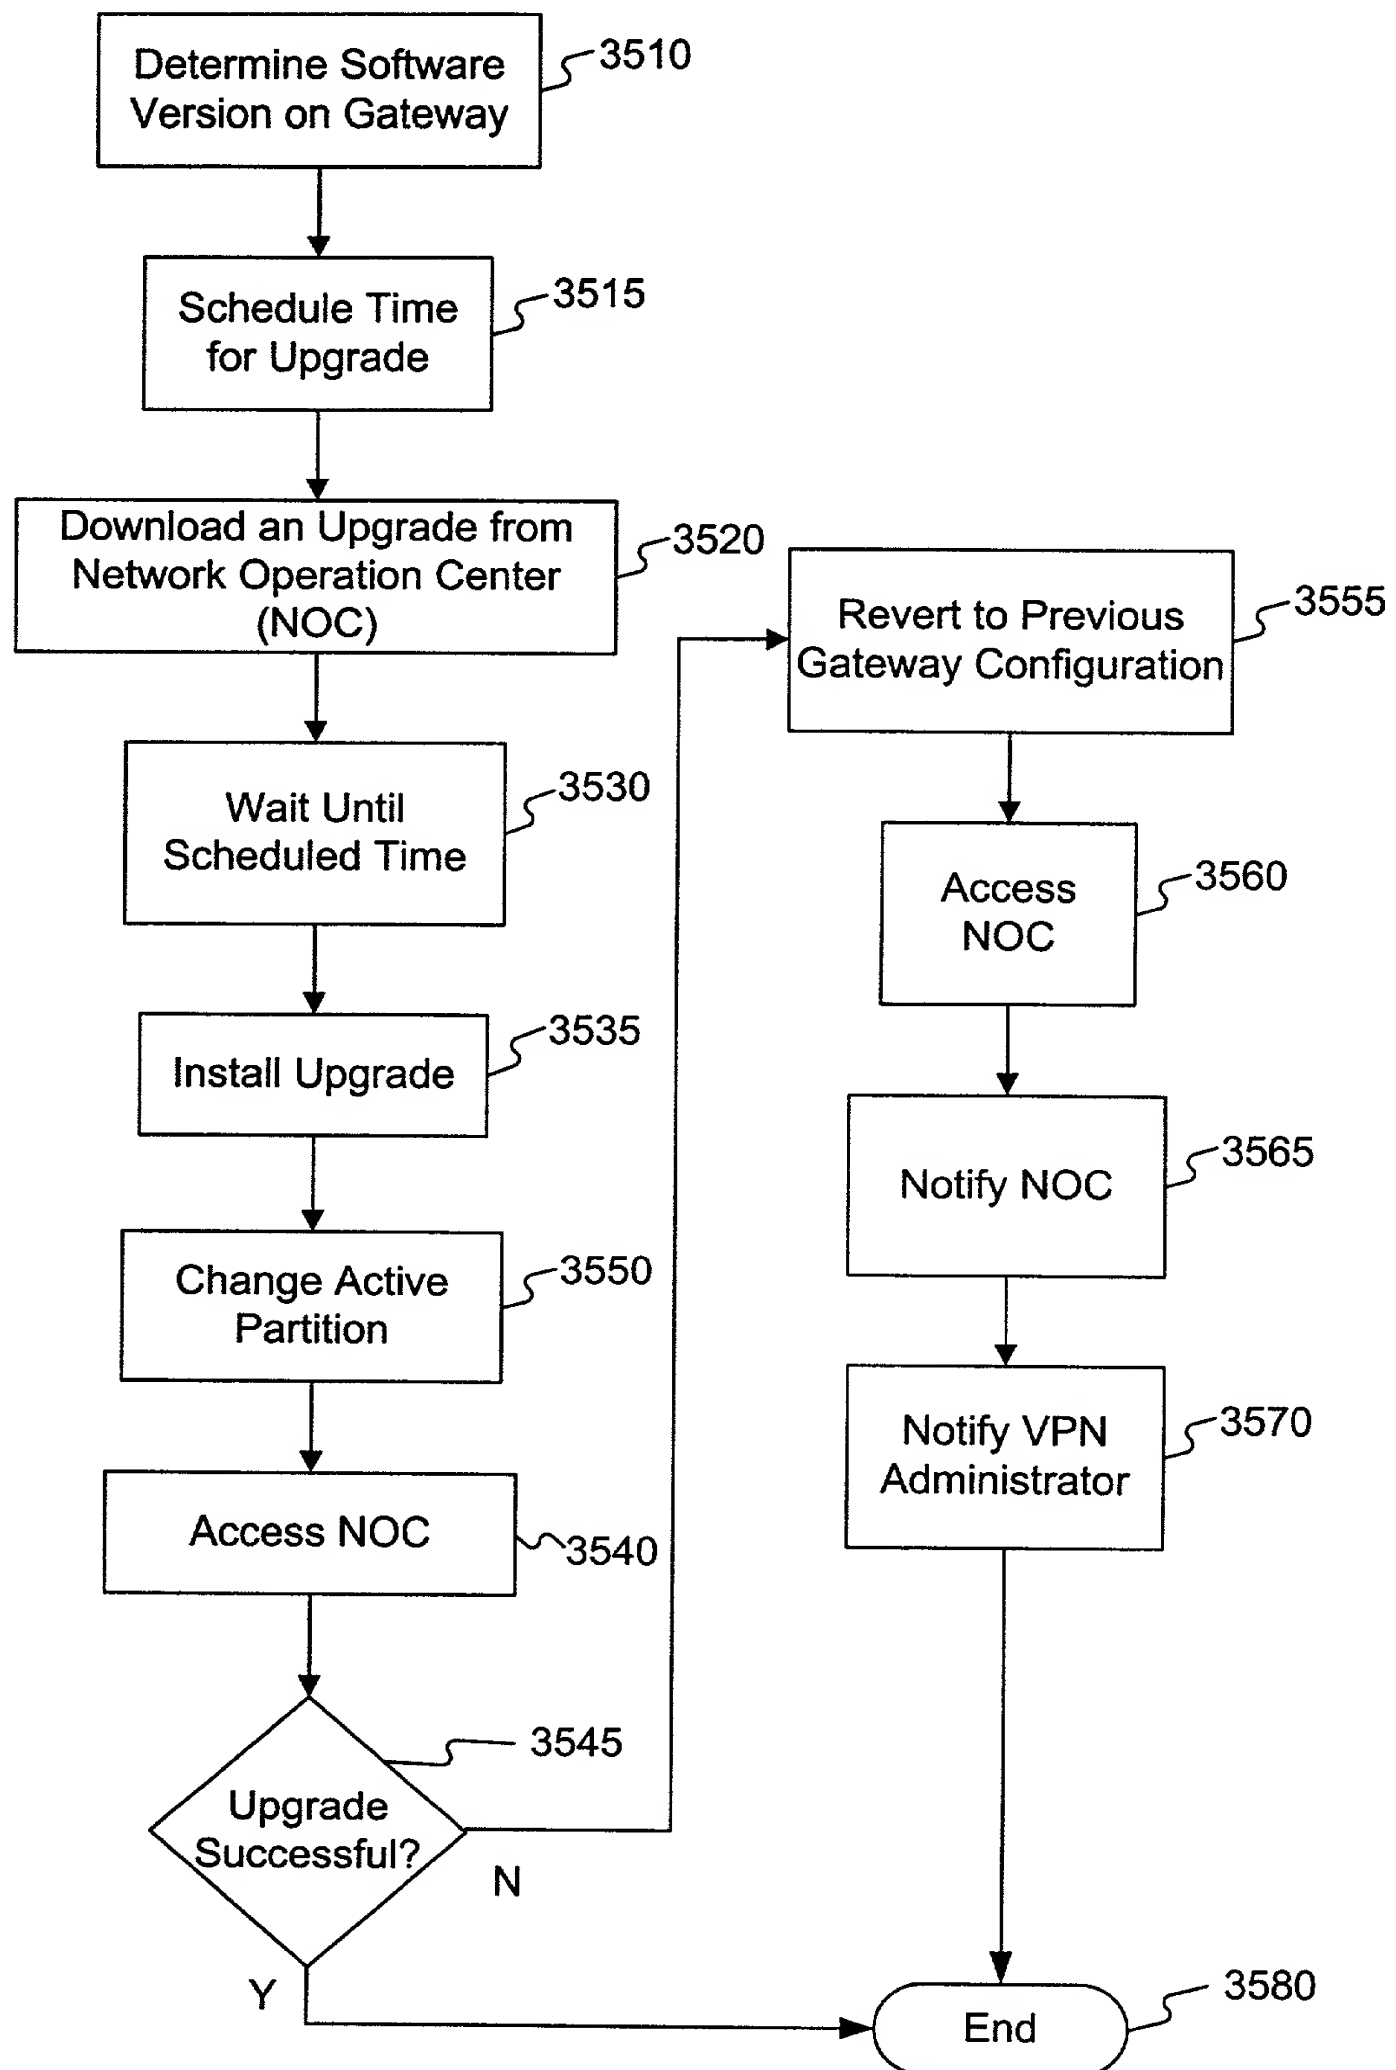 Determine Software
Version on Gateway
3510
Schedule Time
for Upgrade
3515
Download an Upgrade from
Network Operation Center
(NOC)
3520
Wait Until
Scheduled Time
3530
Install Upgrade
3535
Change Active
Partition
3550
Access NOC
3540
Upgrade
Successful?
3545
N
Y
Revert to Previous
Gateway Configuration
3555
Access
NOC
3560
Notify NOC
3565
Notify VPN
Administrator
3570
End
3580